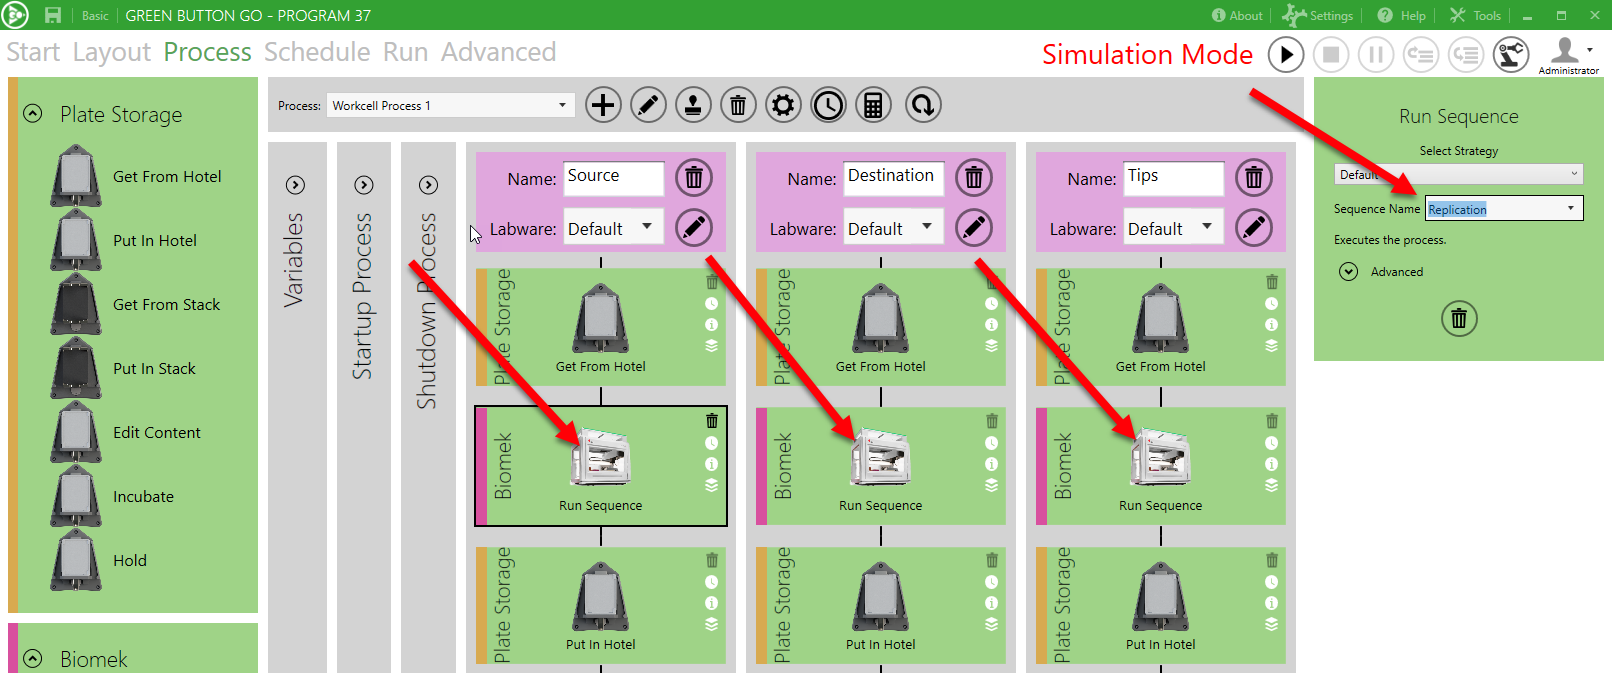 Basic
GREEN BUTTON GO - PROGRAM 37
About
Settings
Help
Tools
Start Layout Process Schedule Run Advanced
Simulation Mode
Administrator
Plate Storage
Get From Hotel
Put In Hotel
Get From Stack
Put In Stack
Edit Content
Incubate
Hold
Biomek
Process: Workcell Process 1
Variables
Startup Process
Shutdown Process
Name: Source
Labware: Default
Plate Storage
Get From Hotel
Biomek
Run Sequence
Plate Storage
Put In Hotel
Name: Destination
Labware: Default
Plate Storage
Get From Hotel
Biomek
Run Sequence
Plate Storage
Put In Hotel
Name: Tips
Labware: Default
Plate Storage
Get From Hotel
Biomek
Run Sequence
Plate Storage
Put In Hotel
Run Sequence
Select Strategy
Default
Sequence Name Replication
Executes the process.
Advanced